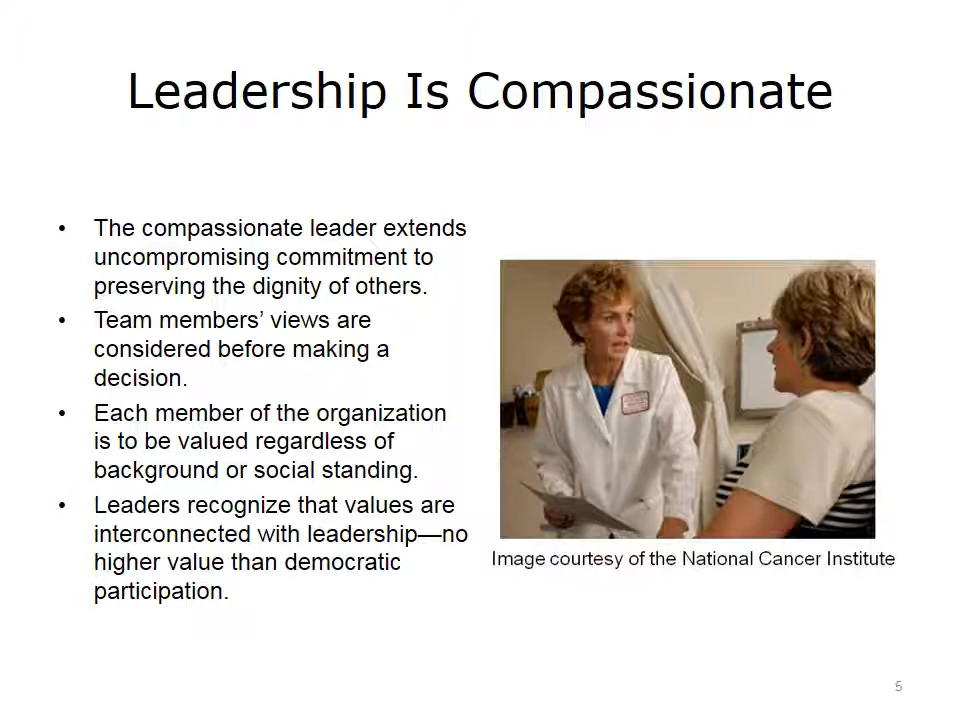 Leadership Is Compassionate
• The compassionate leader extends
uncompromising commitment to
preserving the dignity of others.
• Team members’ views are
considered before making a
decision.
• Each member of the organization
is to be valued regardless of
background or social standing.
• Leaders recognize that values are
interconnected with leadership—no
higher value than democratic
participation.
Image courtesy of the National Cancer Institute
5